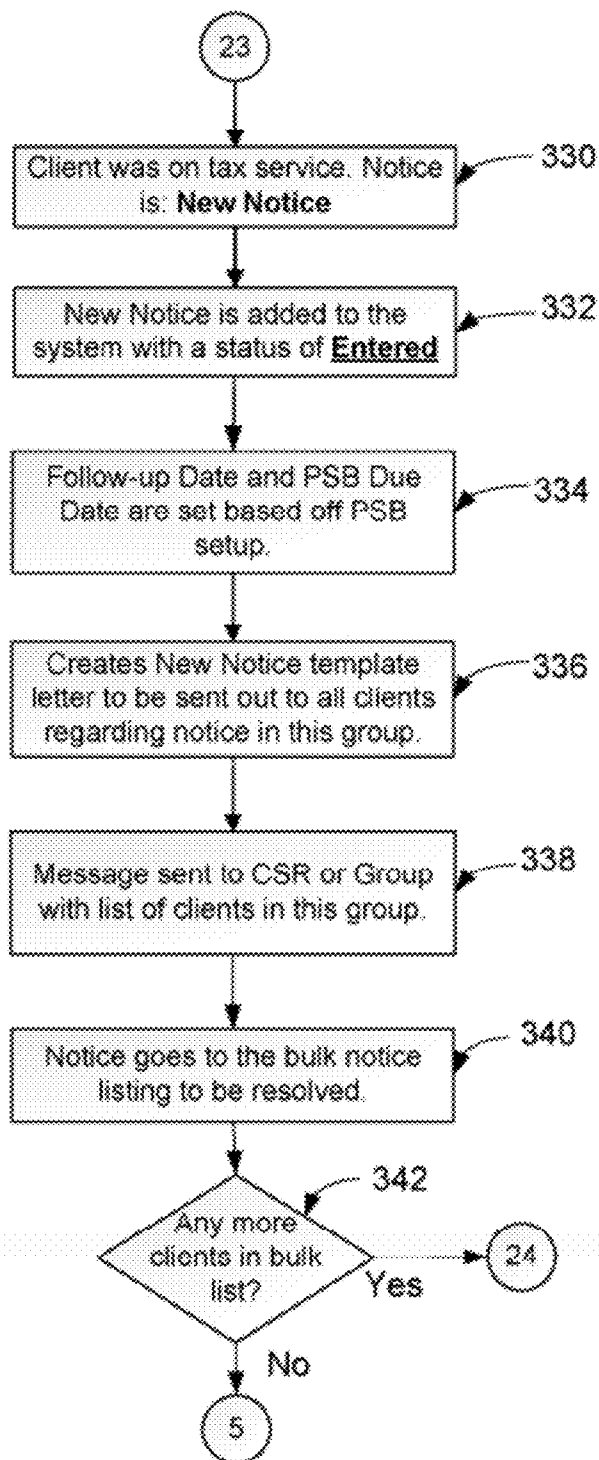 23
Client was on tax service. Notice
is: New Notice
330
New Notice is added to the
system with a status of Entered
332
Follow-up Date and PSB Due
Date are set based off PSB
setup.
334
Creates New Notice template
letter to be sent out to all clients
regarding notice in this group.
336
Message sent to CSR or Group
with list of clients in this group.
338
Notice goes to the bulk notice
listing to be resolved.
340
342
Any more
clients in bulk
list?
Yes
24
No
5